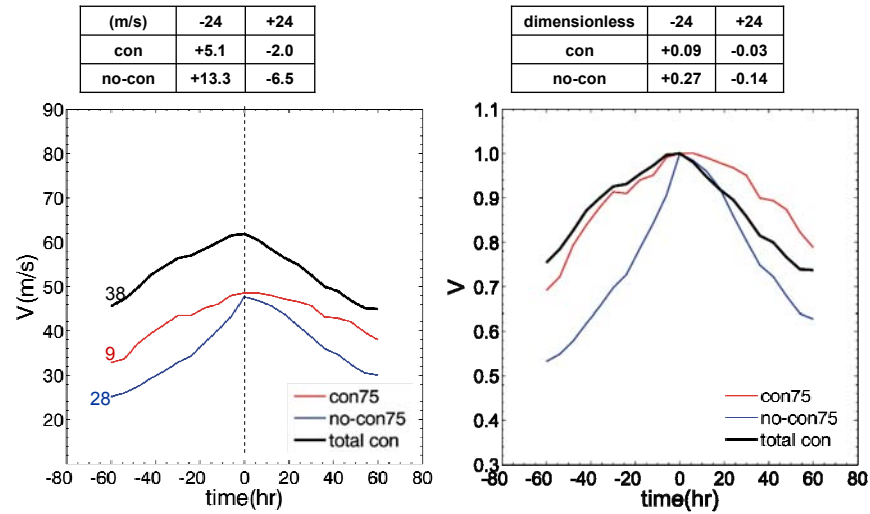 (m/s) -24 +24
con +5.1 -2.0
no-con +13.3 -6.5
90
80
70
60
50
40
30
20
V (m/s)
38
9
28
con75
no-con75
total con
-80 -60 -40 -20 0 20 40 60 80
time(hr)
dimensionless -24 +24
con +0.09 -0.03
no-con +0.27 -0.14
1.1
1.0
0.9
0.8
0.7
0.6
0.5
0.4
0.3
V
con75
no-con75
total con
-80 -60 -40 -20 0 20 40 60 80
time(hr)